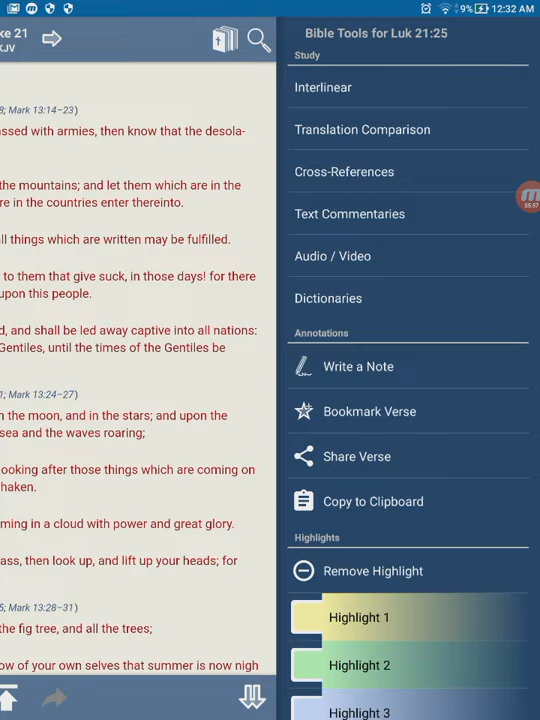 9% 12:32 AM
ke 21
KJV
8; Mark 13:14–23)
assed with armies, then know that the desola-
the mountains; and let them which are in the
re in the countries enter thereinto.
all things which are written may be fulfilled.
to them that give suck, in those days! for there
upon this people.
d, and shall be led away captive into all nations:
Gentiles, until the times of the Gentiles be
1; Mark 13:24–27)
n the moon, and in the stars; and upon the
sea and the waves roaring;
ooking after those things which are coming on
haken.
ming in a cloud with power and great glory.
ass, then look up, and lift up your heads; for
5; Mark 13:28–31)
the fig tree, and all the trees;
ow of your own selves that summer is now nigh
Bible Tools for Luk 21:25
Study
Interlinear
Translation Comparison
Cross-References
Text Commentaries
Audio / Video
Dictionaries
Annotations
Write a Note
Bookmark Verse
Share Verse
Copy to Clipboard
Highlights
Remove Highlight
Highlight 1
Highlight 2
Highlight 3